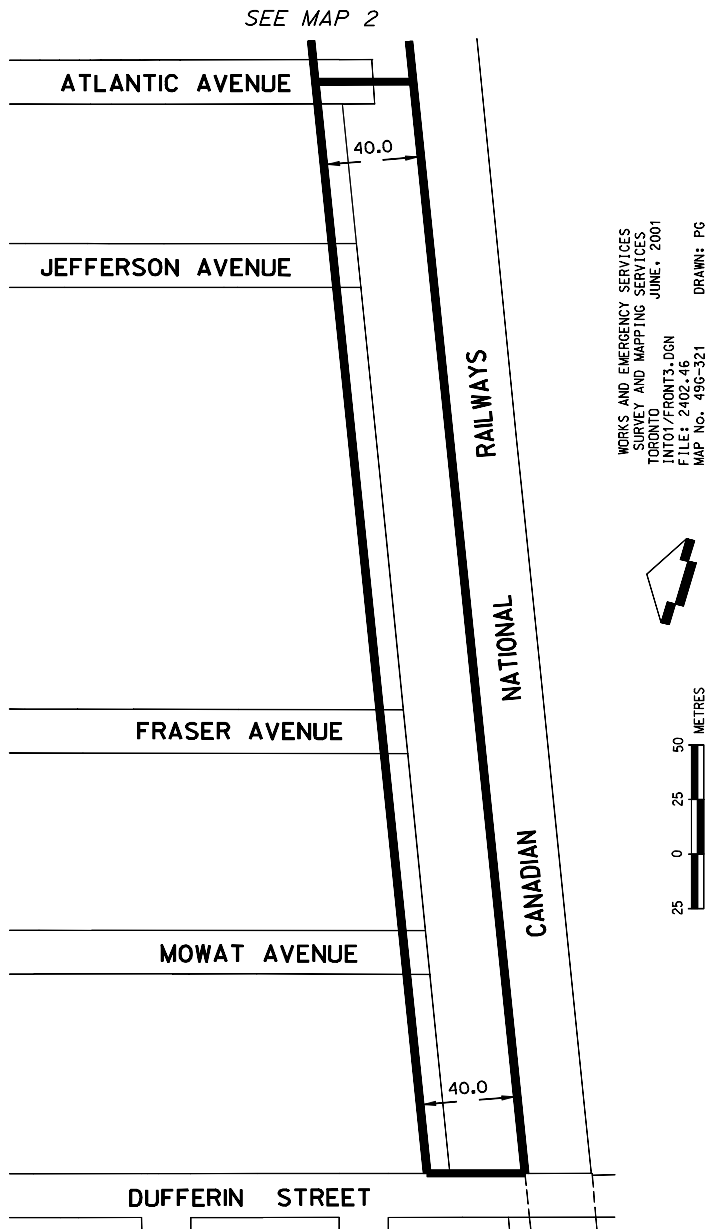 SEE MAP 2
ATLANTIC AVENUE
40.0
JEFFERSON AVENUE
RAILWAYS
WORKS AND EMERGENCY SERVICES
SURVEY AND MAPPING SERVICES
TORONTO JUNE, 2001
INT01/FRONT3.DGN
FILE: 2402.46
MAP No. 49G-321 DRAWN: PG
NATIONAL
FRASER AVENUE
25 0 25 50 METRES
CANADIAN
MOWAT AVENUE
40.0
DUFFERIN STREET